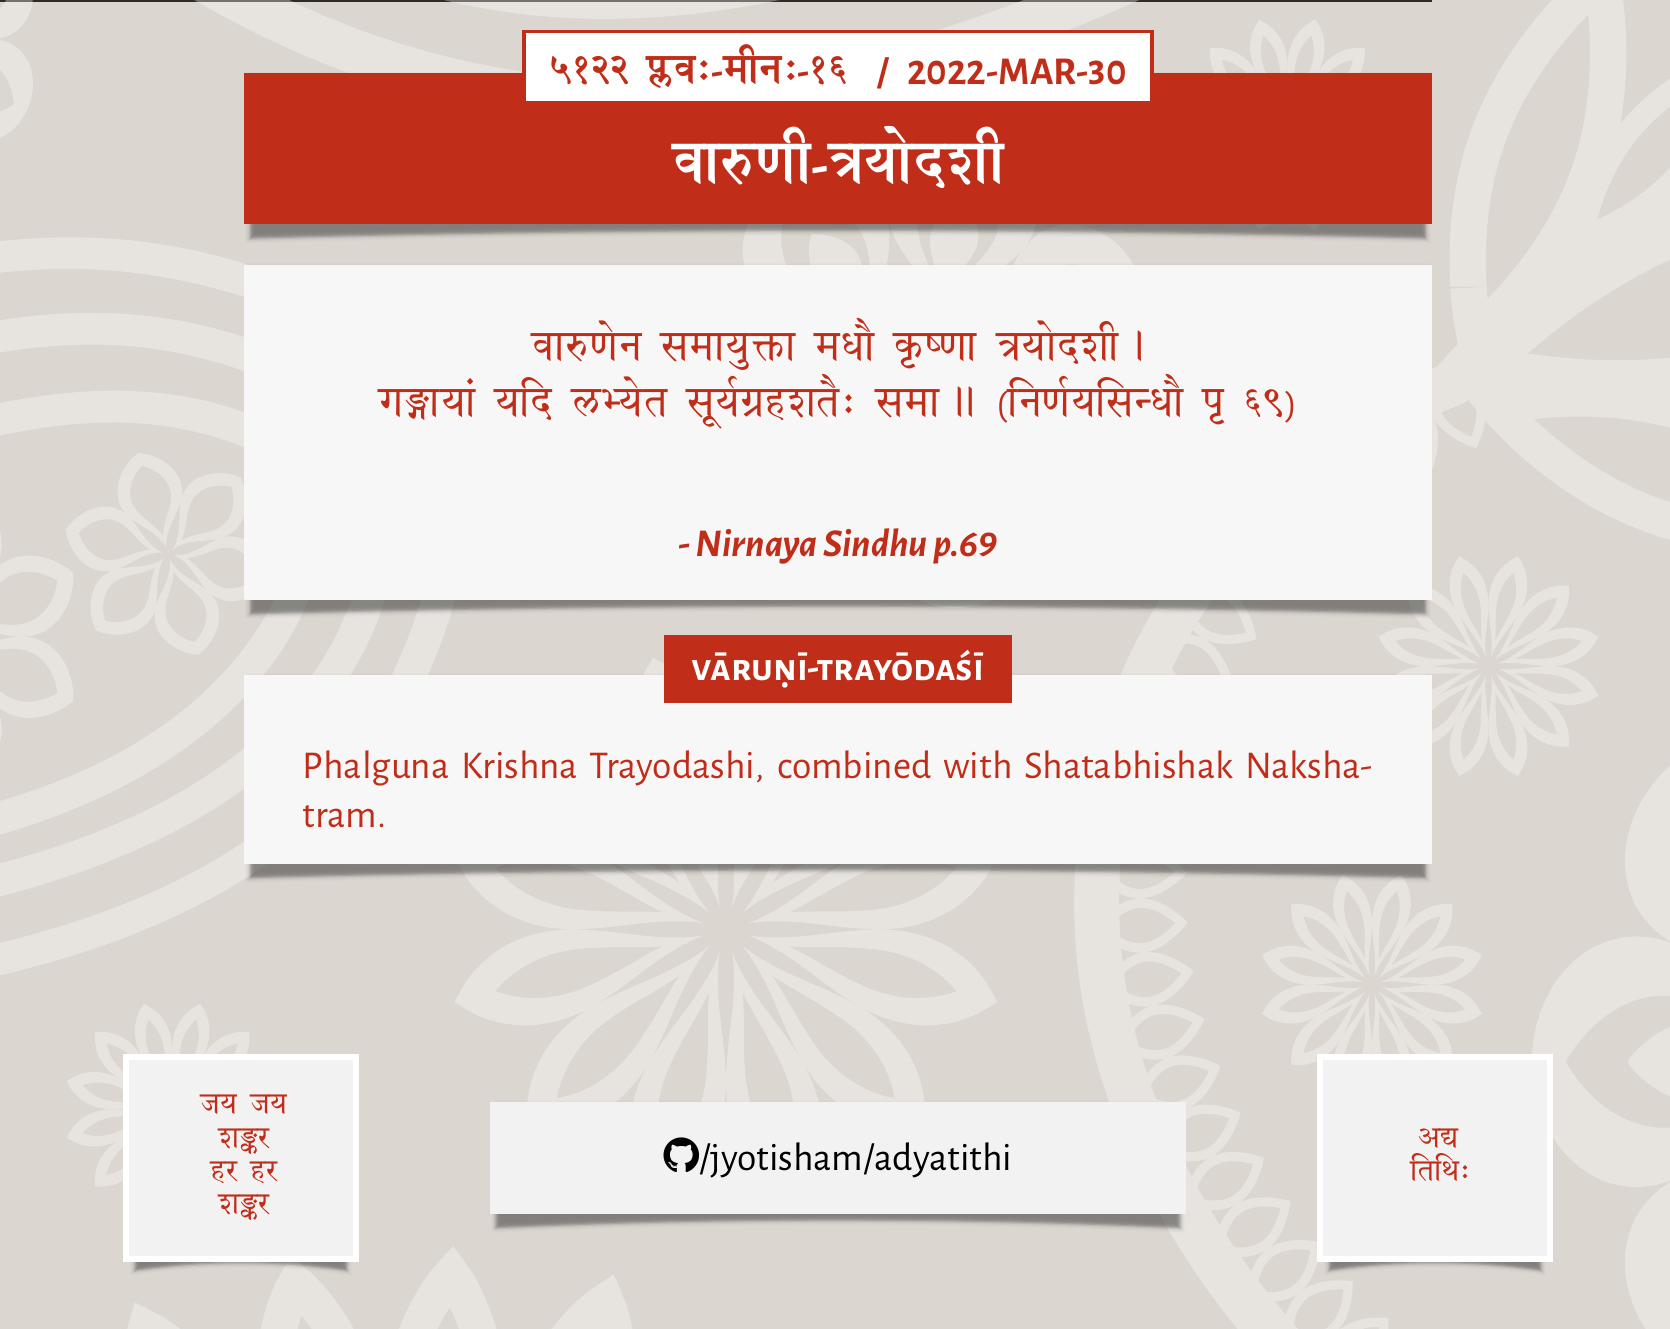 ५१२२ प्लवः-मीनः-१६ / 2022-MAR-30
वारुणी-त्रयोदशी
वारुणेन समायुक्ता मधौ कृष्णा त्रयोदशी।
गङ्गायां यदि लभ्येत सूर्यग्रहशतैः समा॥ (निर्णयसिन्धौ पृ ६९)
- Nirnaya Sindhu p.69
VĀRUṆĪ-TRAYŌDAŚĪ
Phalguna Krishna Trayodashi, combined with Shatabhishak Naksha-
tram.
जय जय
शङ्कर
हर हर
शङ्कर
/jyotisham/adyatithi
अद्य
तिथिः